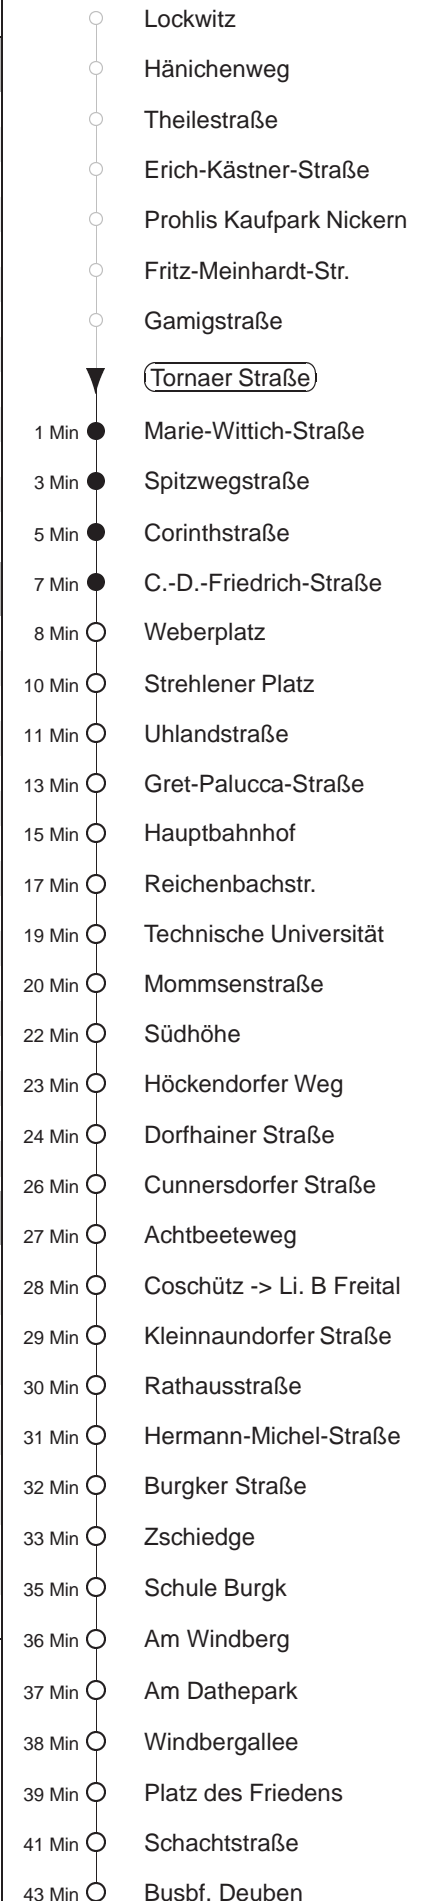 Lockwitz
Hänichenweg
Theilestraße
Erich-Kästner-Straße
Prohlis Kaufpark Nickern
Fritz-Meinhardt-Str.
Gamigstraße
Tornaer Straße
1 Min Marie-Wittich-Straße
3 Min Spitzwegstraße
5 Min Corinthstraße
7 Min C.-D.-Friedrich-Straße
8 Min Weberplatz
10 Min Strehlener Platz
11 Min Uhlandstraße
13 Min Gret-Palucca-Straße
15 Min Hauptbahnhof
17 Min Reichenbachstr.
19 Min Technische Universität
20 Min Mommsenstraße
22 Min Südhöhe
23 Min Höckendorfer Weg
24 Min Dorfhainer Straße
26 Min Cunnersdorfer Straße
27 Min Achtbeeteweg
28 Min Coschütz -> Li. B Freital
29 Min Kleinnaundorfer Straße
30 Min Rathausstraße
31 Min Hermann-Michel-Straße
32 Min Burgker Straße
33 Min Zschiedge
35 Min Schule Burgk
36 Min Am Windberg
37 Min Am Dathepark
38 Min Windbergallee
39 Min Platz des Friedens
41 Min Schachtstraße
43 Min Busbf. Deuben